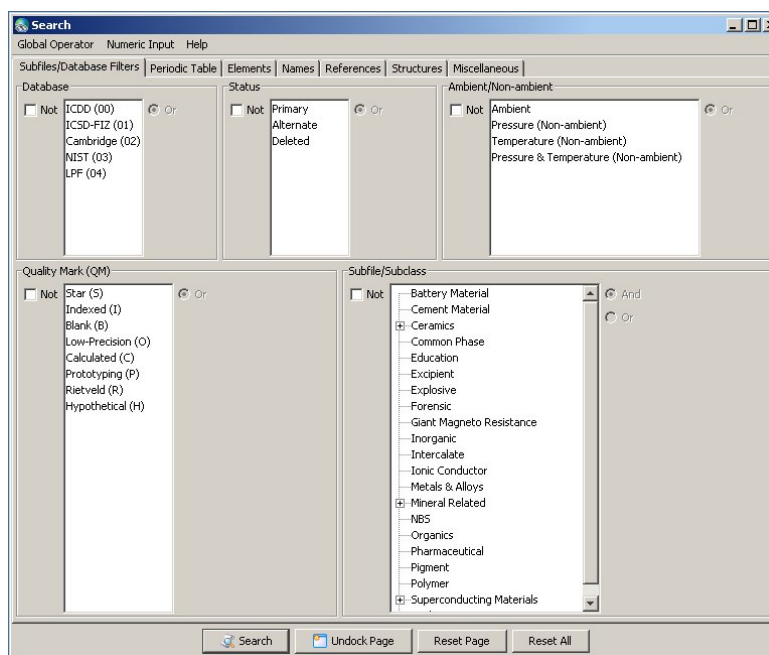 Search
Global Operator Numeric Input Help
Subfiles/Database Filters Periodic Table Elements Names References Structures Miscellaneous
Database
Not
ICDD (00)
ICSD-FIZ (01)
Cambridge (02)
NIST (03)
LPF (04)
Or
Status
Not
Primary
Alternate
Deleted
Or
Ambient/Non-ambient
Not
Ambient
Pressure (Non-ambient)
Temperature (Non-ambient)
Pressure & Temperature (Non-ambient)
Or
Quality Mark (QM)
Not
Star (S)
Indexed (I)
Blank (B)
Low-Precision (O)
Calculated (C)
Prototyping (P)
Rietveld (R)
Hypothetical (H)
Or
Subfile/Subclass
Not
Battery Material
Cement Material
Ceramics
Common Phase
Education
Excipient
Explosive
Forensic
Giant Magneto Resistance
Inorganic
Intercalate
Ionic Conductor
Metals & Alloys
Mineral Related
NBS
Organics
Pharmaceutical
Pigment
Polymer
Superconducting Materials
And
Or
Search Undock Page Reset Page Reset All